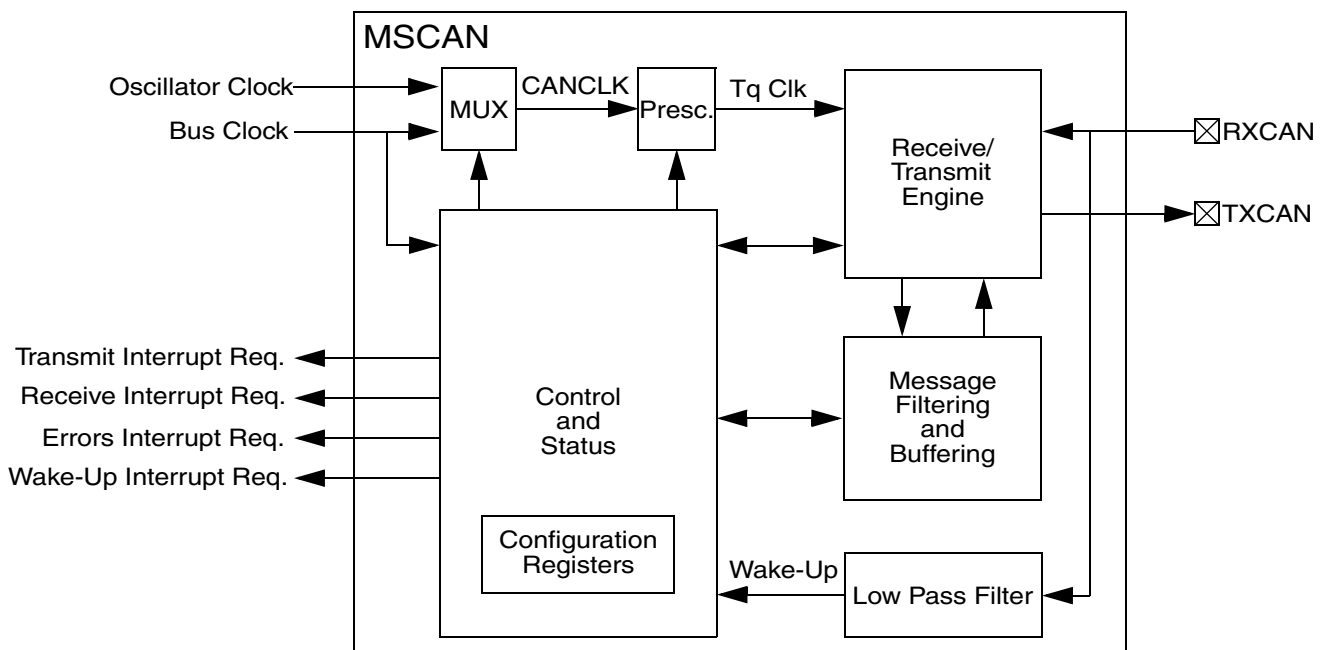 MSCAN
Oscillator Clock
Bus Clock
MUX
CANCLK
Presc.
Tq Clk
Receive/
Transmit
Engine
RXCAN
TXCAN
Transmit Interrupt Req.
Receive Interrupt Req.
Errors Interrupt Req.
Wake-Up Interrupt Req.
Control
and
Status
Message
Filtering
and
Buffering
Configuration
Registers
Wake-Up
Low Pass Filter